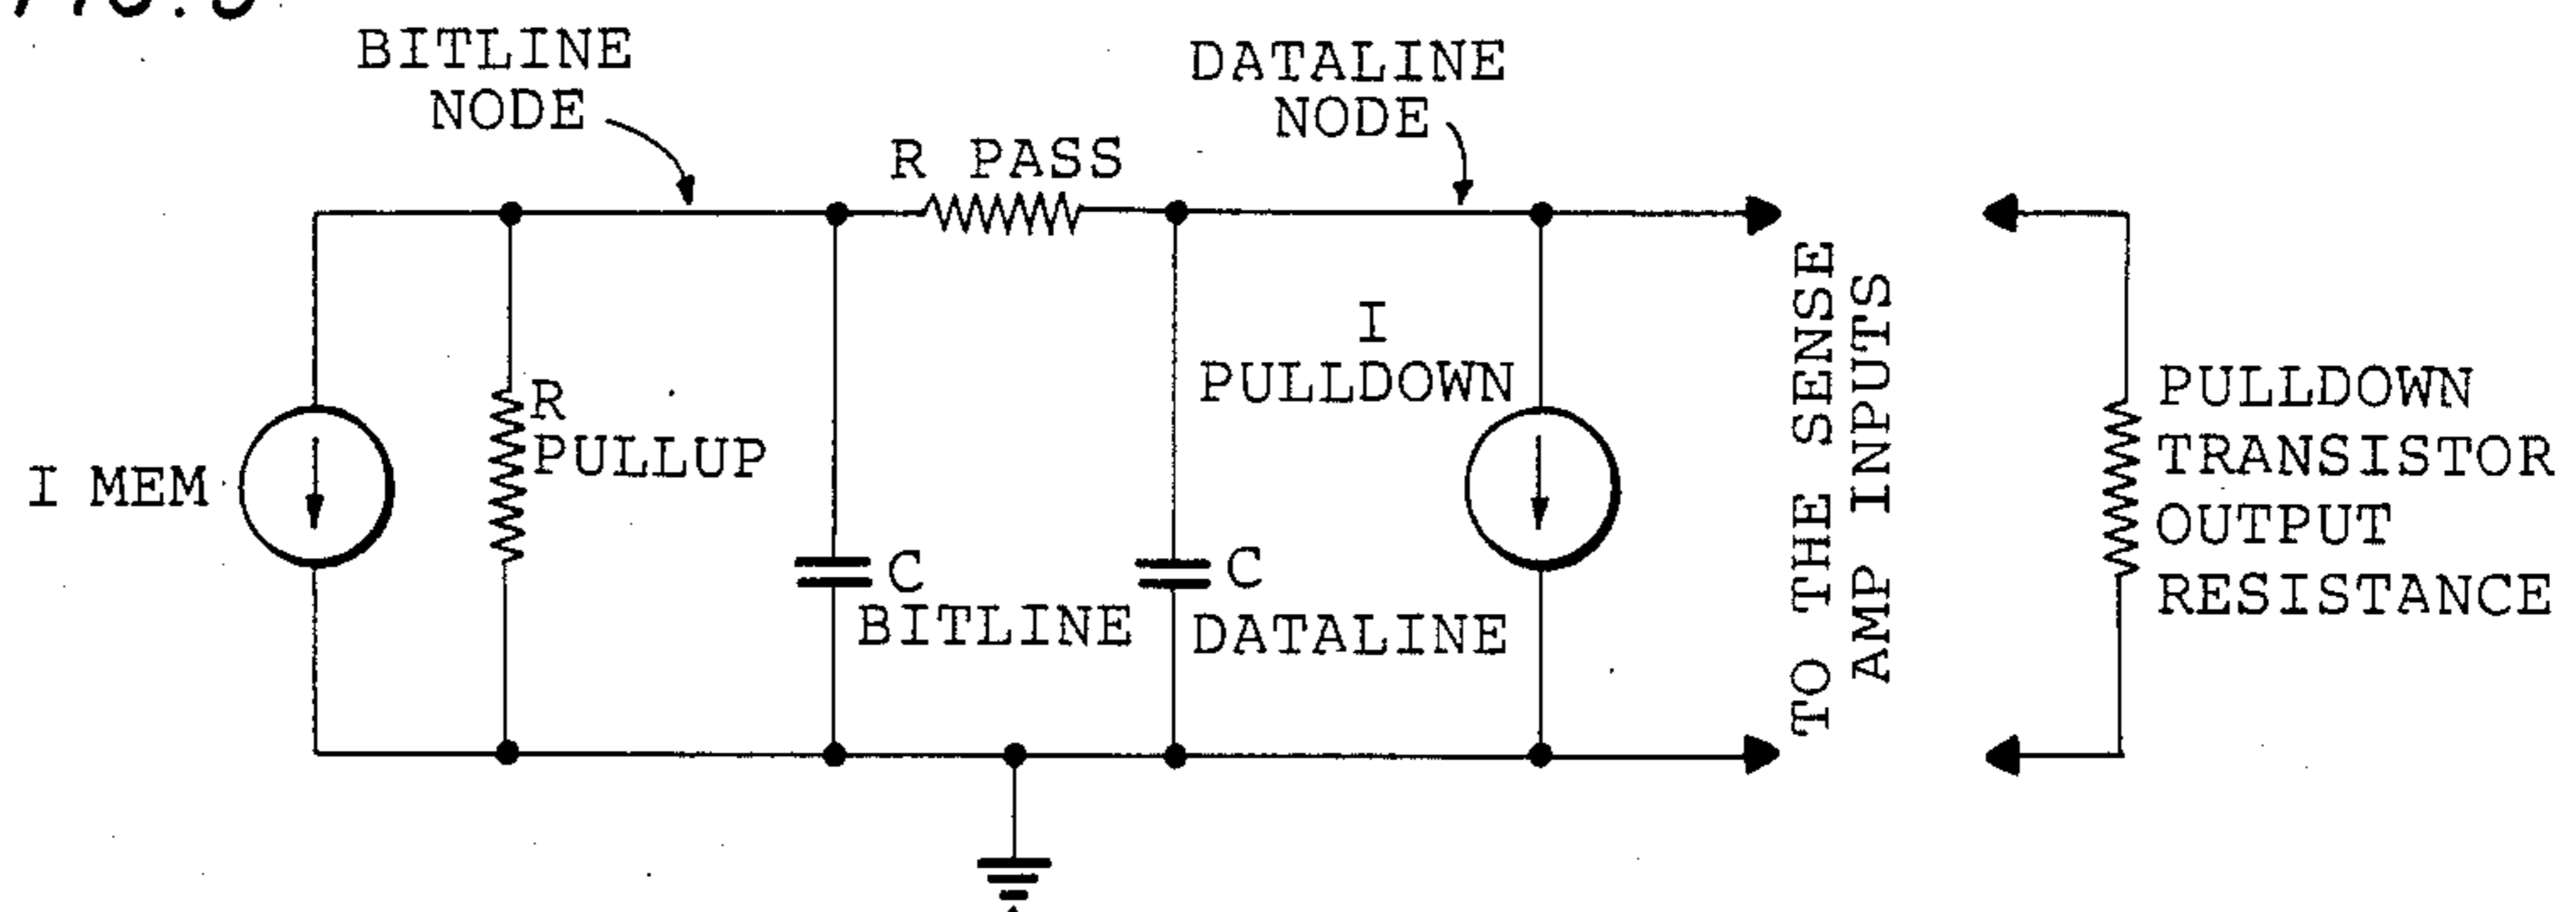 BITLINE
NODE
DATALINE
NODE
R PASS
I MEM
R
PULLUP
C
BITLINE
C
DATALINE
I
PULLDOWN
TO THE SENSE
AMP INPUTS
PULLDOWN
TRANSISTOR
OUTPUT
RESISTANCE